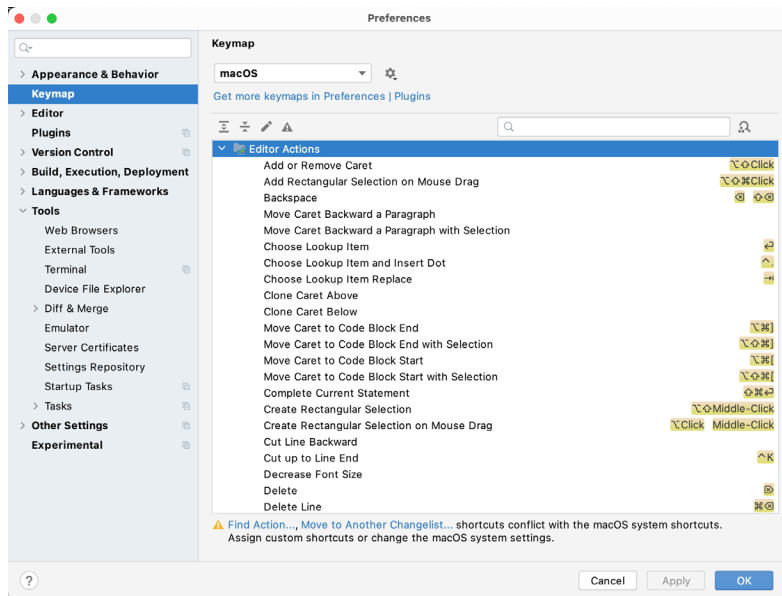 Preferences
Appearance & Behavior
Keymap
Editor
Plugins
Version Control
Build, Execution, Deployment
Languages & Frameworks
Tools
Web Browsers
External Tools
Terminal
Device File Explorer
Diff & Merge
Emulator
Server Certificates
Settings Repository
Startup Tasks
Tasks
Other Settings
Experimental
Keymap
macOS
Get more keymaps in Preferences | Plugins
Editor Actions
Add or Remove Caret ⌥⇧Click
Add Rectangular Selection on Mouse Drag ⌥⇧⌘Click
Backspace ⌫ ⇧⌫
Move Caret Backward a Paragraph
Move Caret Backward a Paragraph with Selection
Choose Lookup Item ⏎
Choose Lookup Item and Insert Dot ^.
Choose Lookup Item Replace ⇥
Clone Caret Above
Clone Caret Below
Move Caret to Code Block End ⌥⌘]
Move Caret to Code Block End with Selection ⌥⇧⌘]
Move Caret to Code Block Start ⌥⌘[
Move Caret to Code Block Start with Selection ⌥⇧⌘[
Complete Current Statement ⇧⌘⏎
Create Rectangular Selection ⌥⇧Middle-Click
Create Rectangular Selection on Mouse Drag ⌥Click Middle-Click
Cut Line Backward
Cut up to Line End ^K
Decrease Font Size
Delete ⌦
Delete Line ⌘⌫
Find Action..., Move to Another Changelist... shortcuts conflict with the macOS system shortcuts.
Assign custom shortcuts or change the macOS system settings.
?
Cancel
Apply
OK